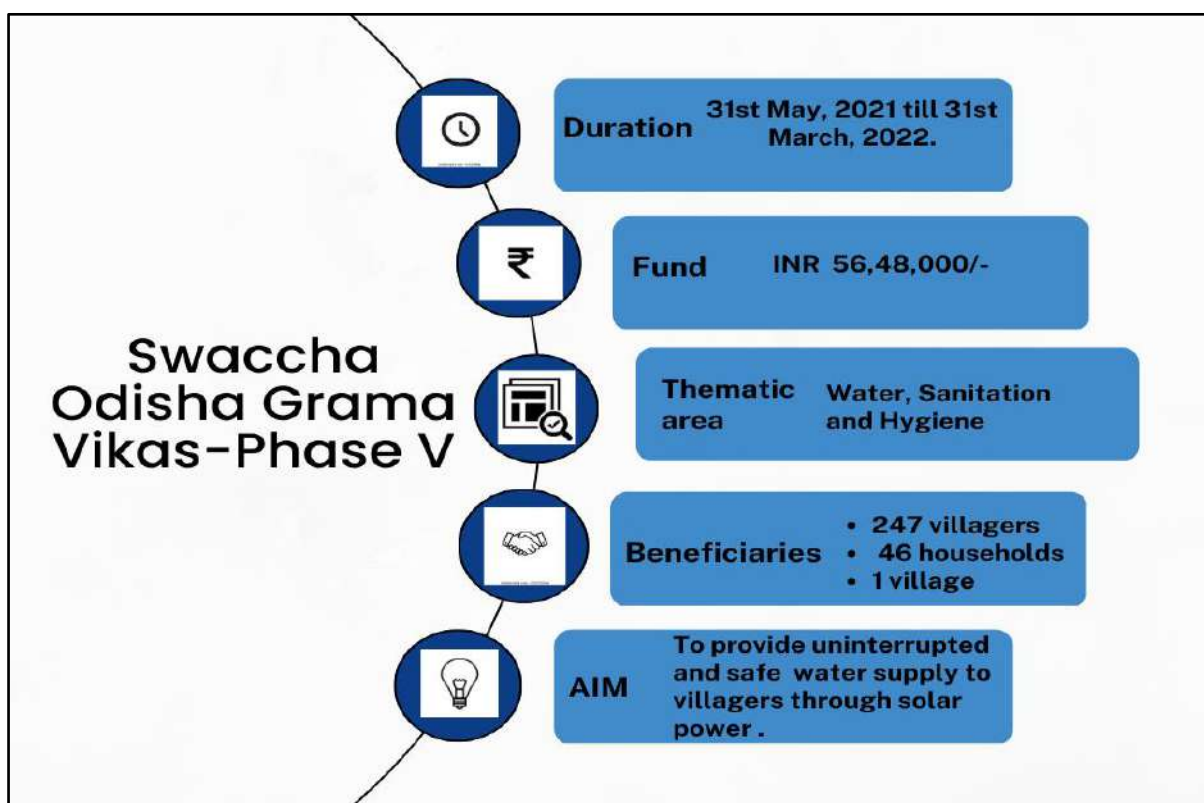 Swaccha
Odisha Grama
Vikas-Phase V
Duration
31st May, 2021 till 31st
March, 2022.
₹
Fund
INR 56,48,000/-
Thematic
area
Water, Sanitation
and Hygiene
Beneficiaries
• 247 villagers
• 46 households
• 1 village
AIM
To provide uninterrupted
and safe water supply to
villagers through solar
power .